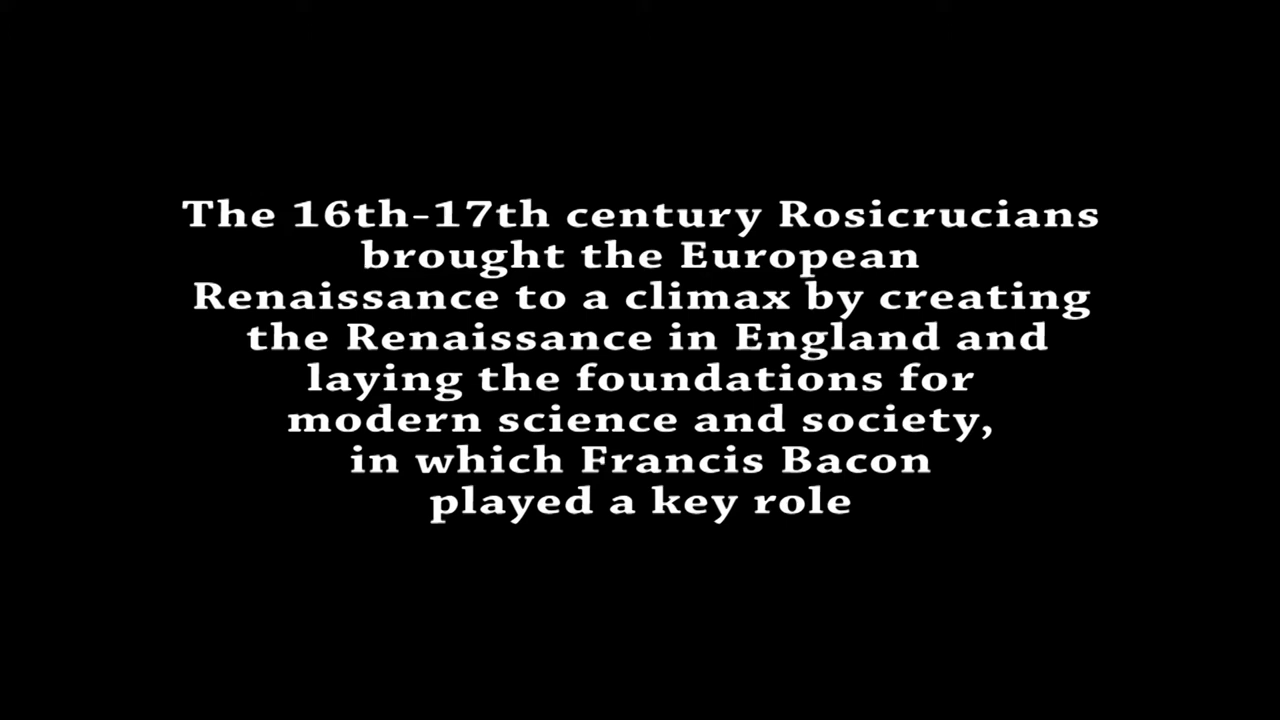 The 16th-17th century Rosicrucians
brought the European
Renaissance to a climax by creating
the Renaissance in England and
laying the foundations for
modern science and society,
in which Francis Bacon
played a key role